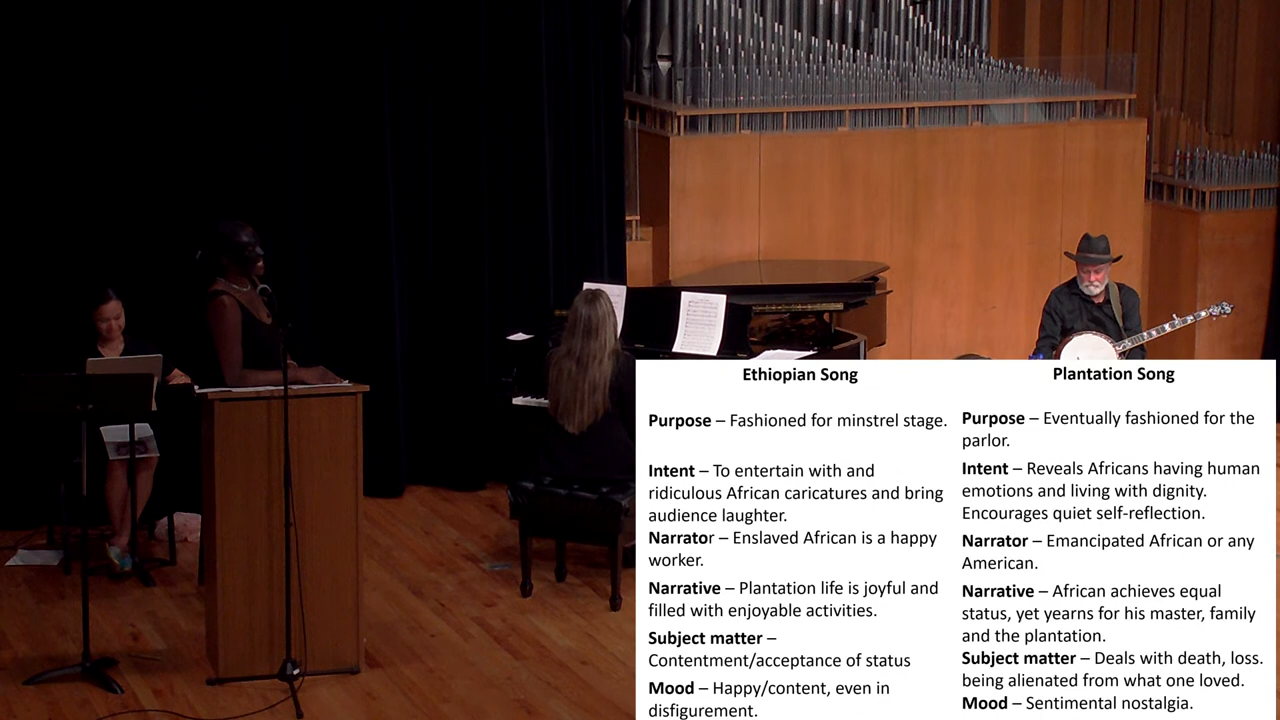 Ethiopian Song
Purpose – Fashioned for minstrel stage.
Intent – To entertain with and
ridiculous African caricatures and bring
audience laughter.
Narrator – Enslaved African is a happy
worker.
Narrative – Plantation life is joyful and
filled with enjoyable activities.
Subject matter –
Contentment/acceptance of status
Mood – Happy/content, even in
disfigurement.
Plantation Song
Purpose – Eventually fashioned for the
parlor.
Intent – Reveals Africans having human
emotions and living with dignity.
Encourages quiet self-reflection.
Narrator – Emancipated African or any
American.
Narrative – African achieves equal
status, yet yearns for his master, family
and the plantation.
Subject matter – Deals with death, loss.
being alienated from what one loved.
Mood – Sentimental nostalgia.